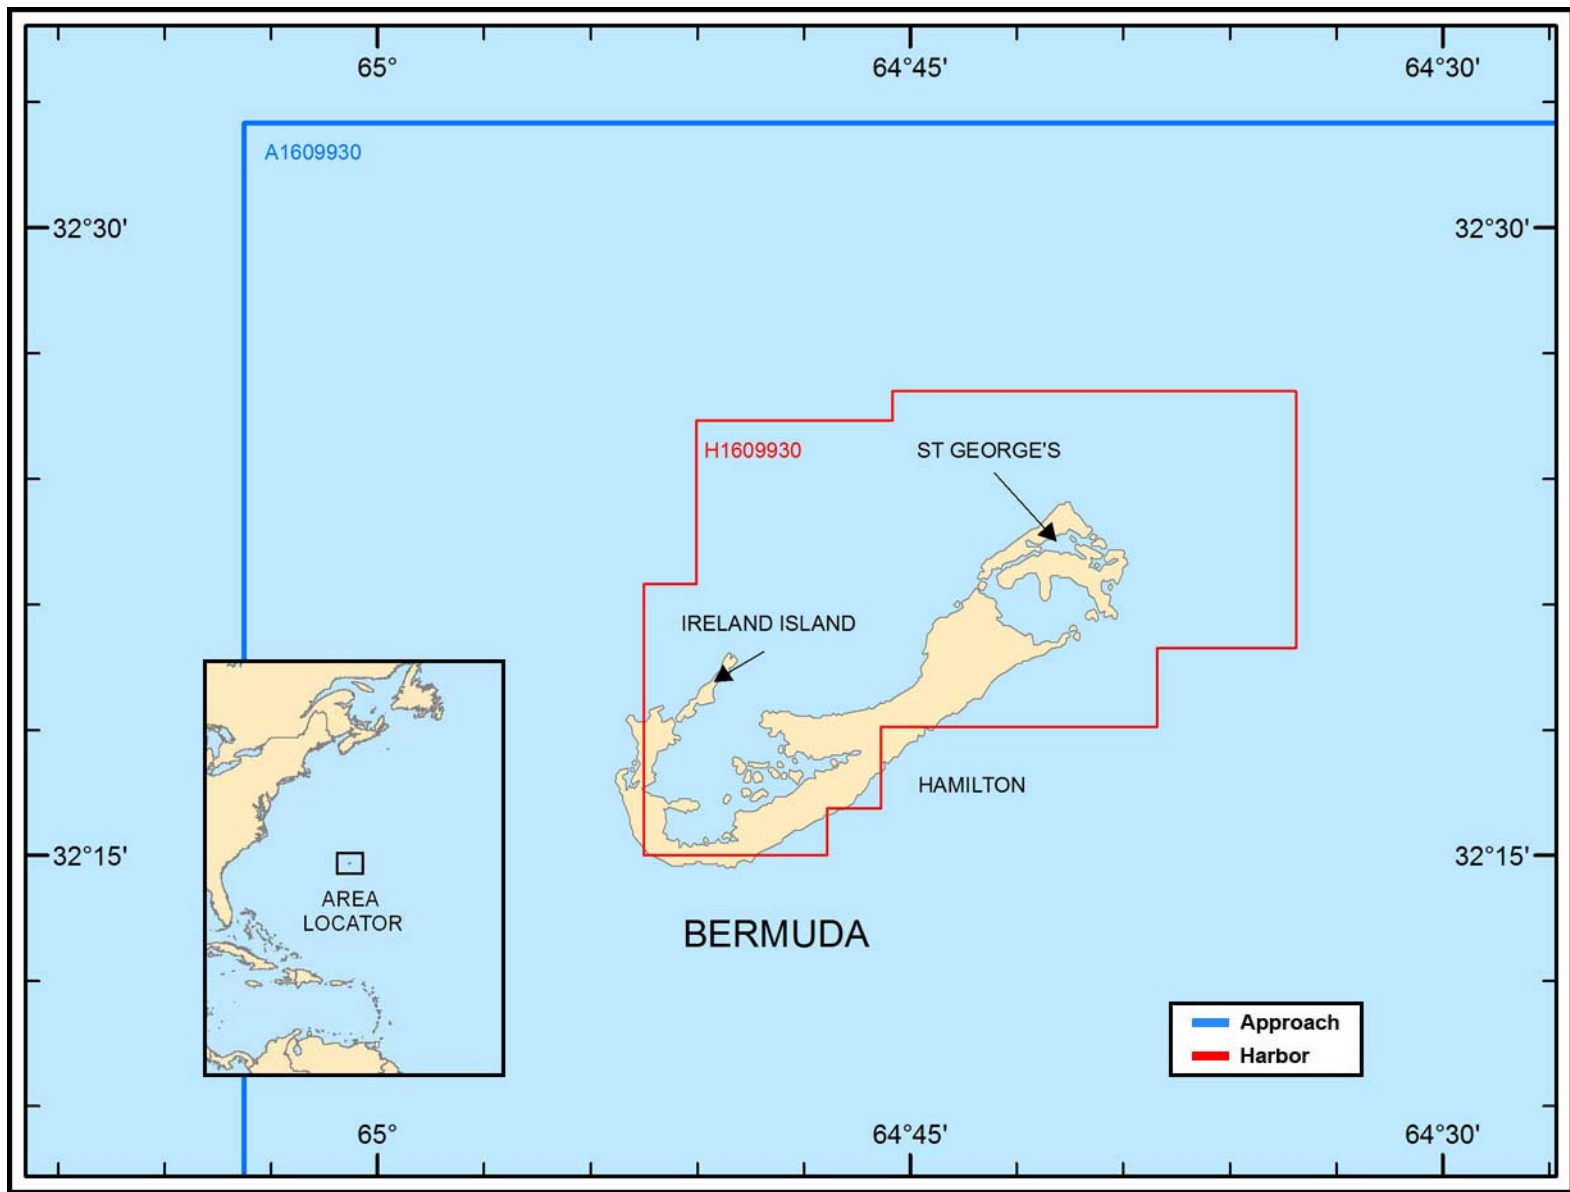 65° 64°45' 64°30'
A1609930
32°30' 32°30'
H1609930 ST GEORGE'S
IRELAND ISLAND
HAMILTON
32°15' 32°15'
AREA
LOCATOR
BERMUDA
Approach
Harbor
65° 64°45' 64°30'